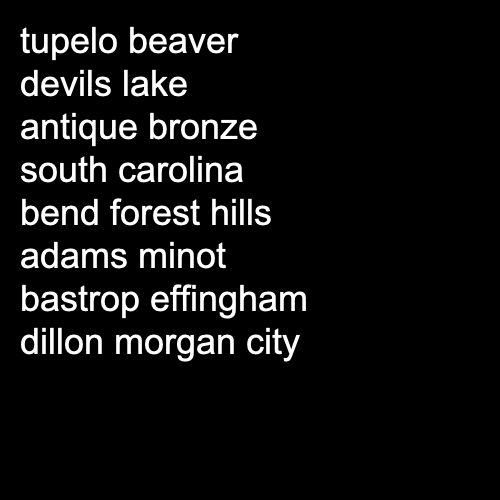 tupelo beaver
devils lake
antique bronze
south carolina
bend forest hills
adams minot
bastrop effingham
dillon morgan city